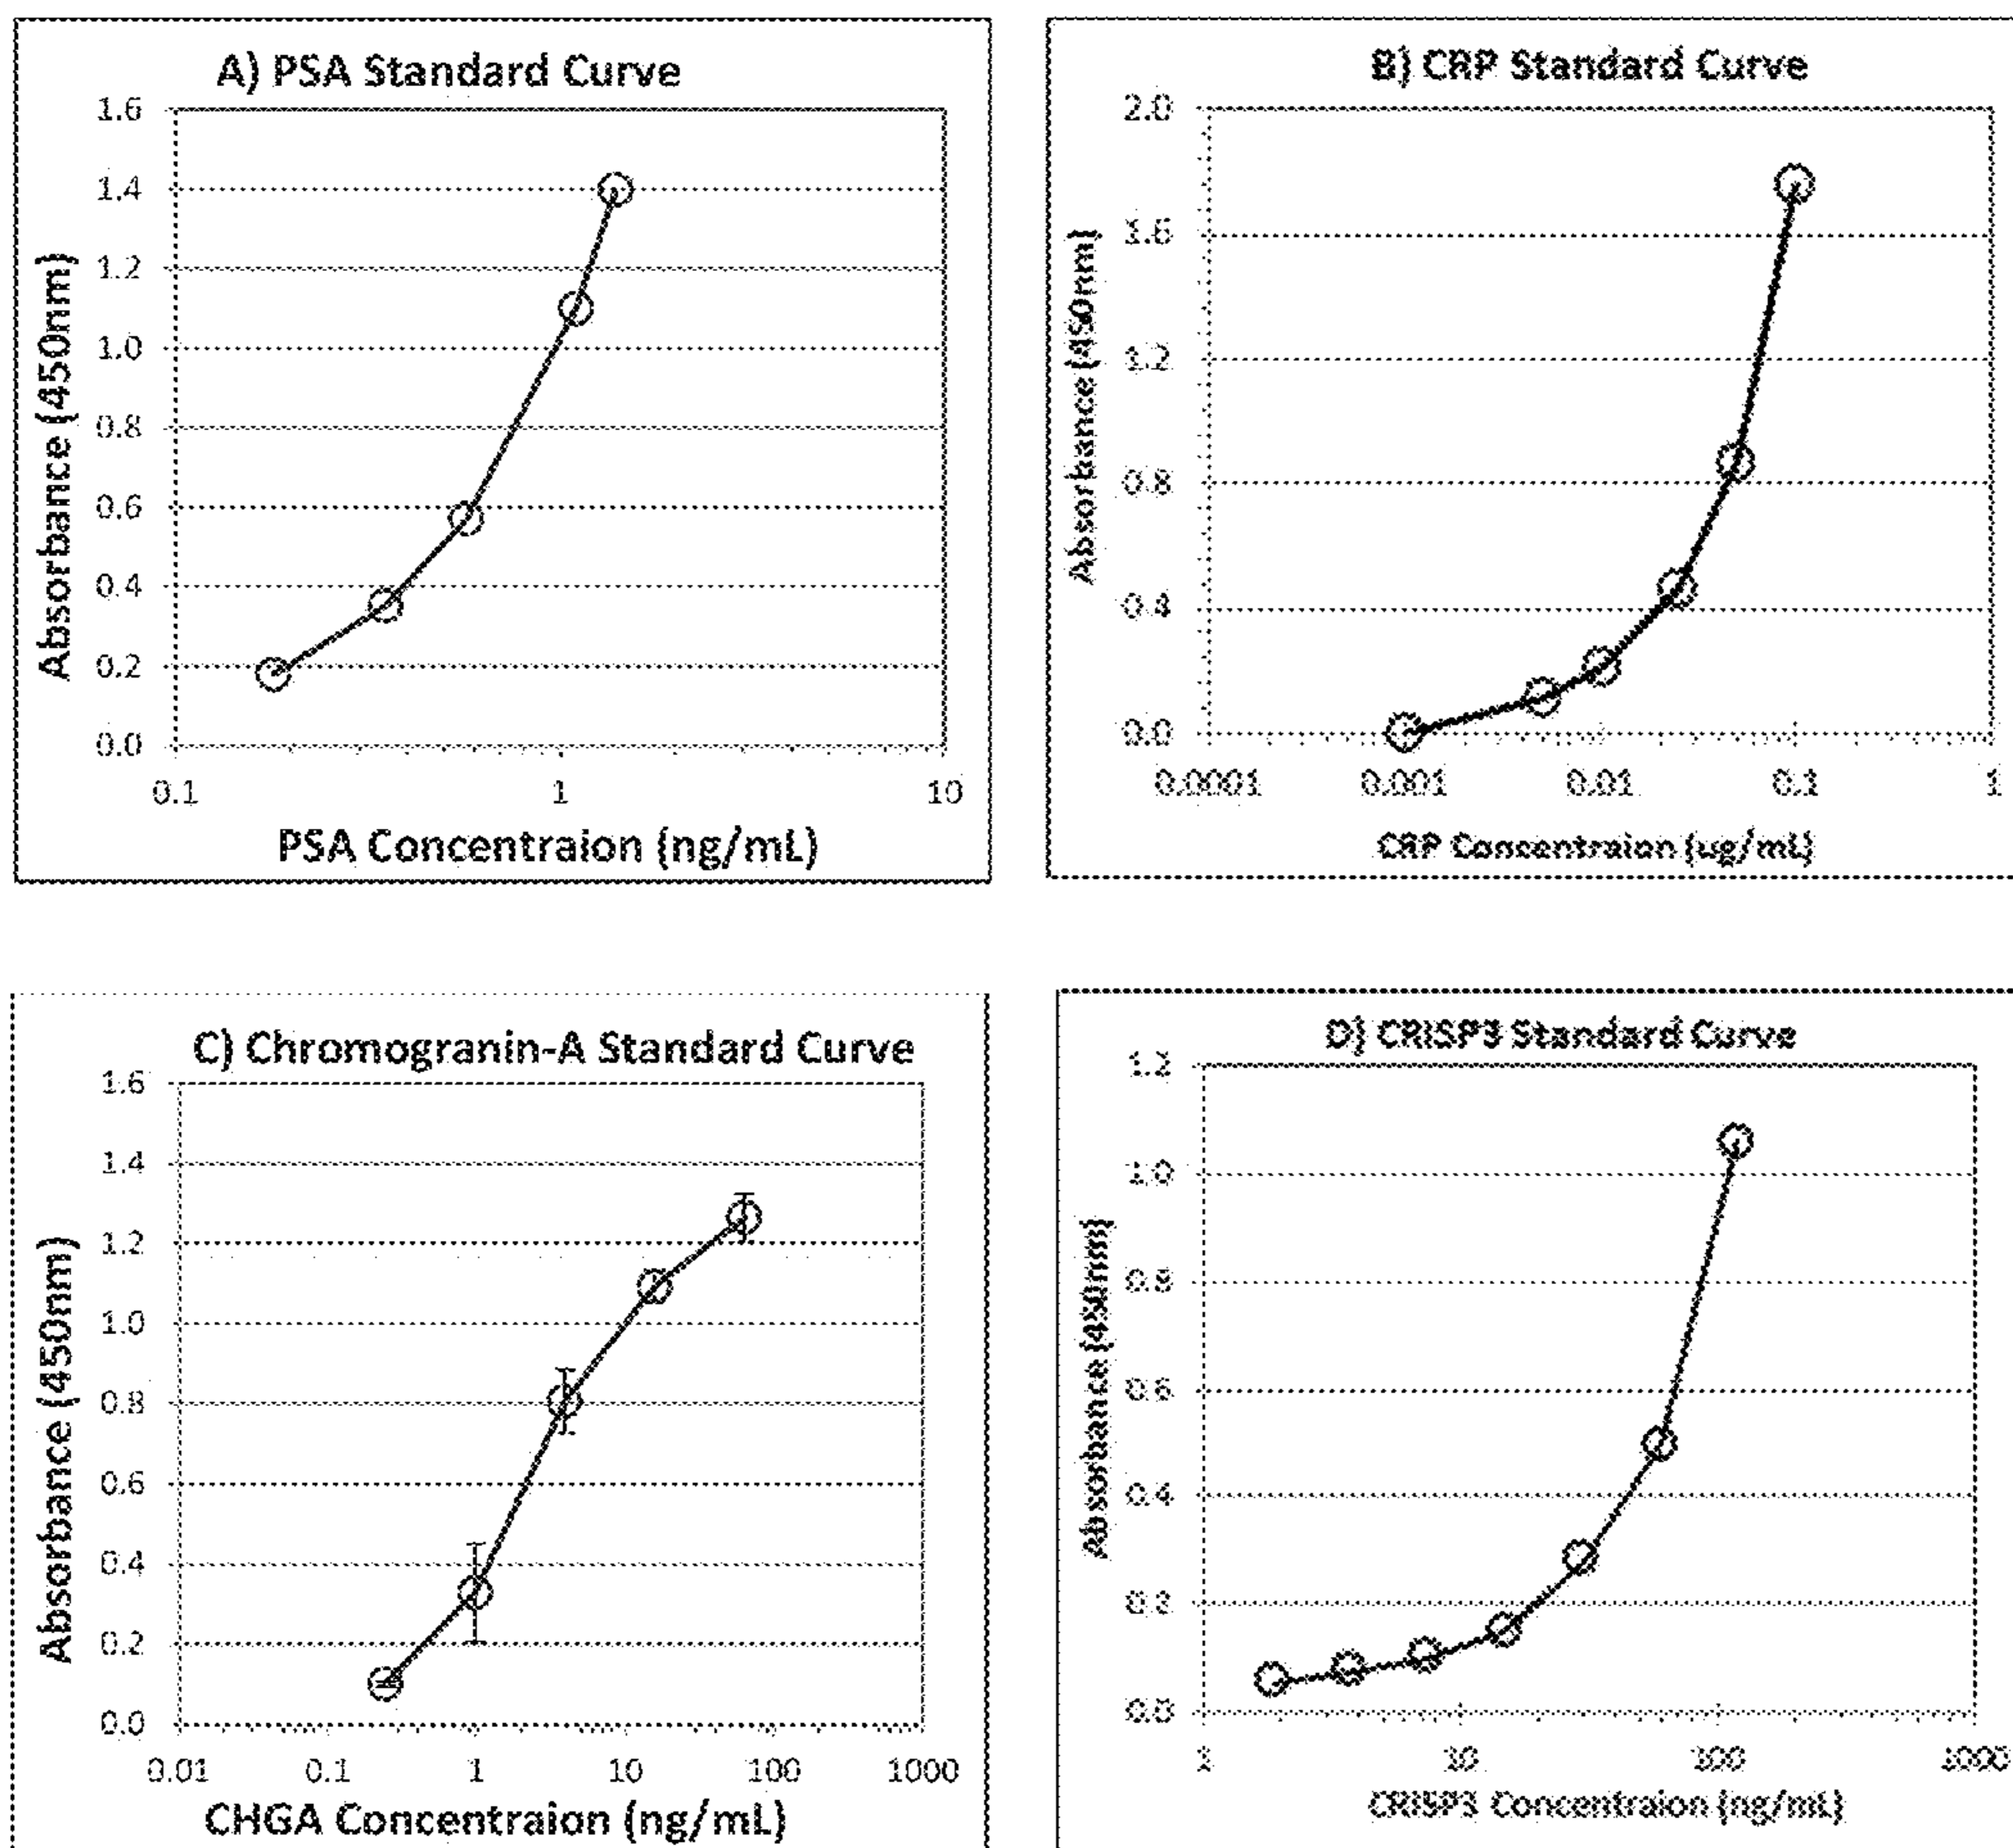 A) PSA Standard Curve
Absorbance (450nm)
1.6
1.4
1.2
1.0
0.8
0.6
0.4
0.2
0.0
0.1 1 10
PSA Concentraion (ng/mL)
B) CRP Standard Curve
Absorbance (450nm)
2.0
1.6
1.2
0.8
0.4
0.0
0.0001 0.001 0.01 0.1 1
CRP Concentraion (ug/mL)
C) Chromogranin-A Standard Curve
Absorbance (450nm)
1.6
1.4
1.2
1.0
0.8
0.6
0.4
0.2
0.0
0.01 0.1 1 10 100 1000
CHGA Concentraion (ng/mL)
D) CRISP3 Standard Curve
Absorbance (450nm)
1.2
1.0
0.8
0.6
0.4
0.2
0.0
1 10 100 1000
CRISP3 Concentraion (ng/mL)